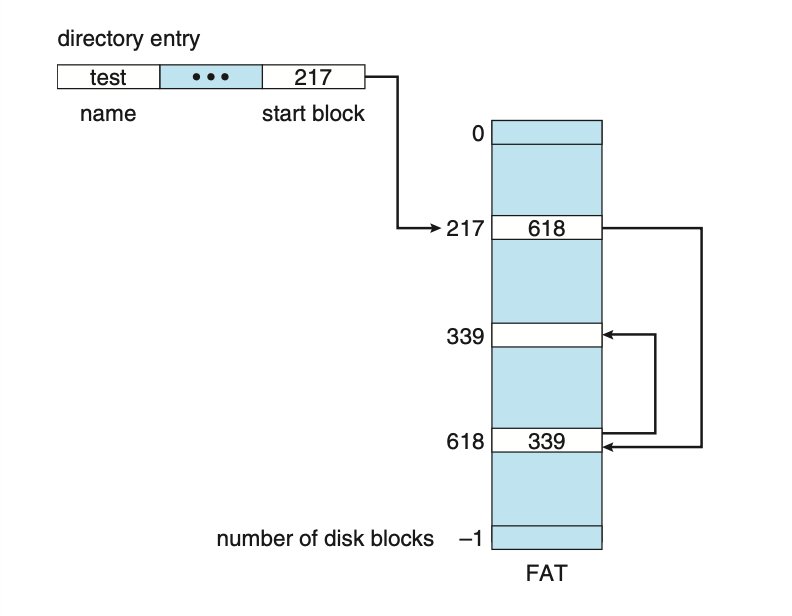 directory entry
test ••• 217
name start block
0
217 618
339
618 339
number of disk blocks –1
FAT